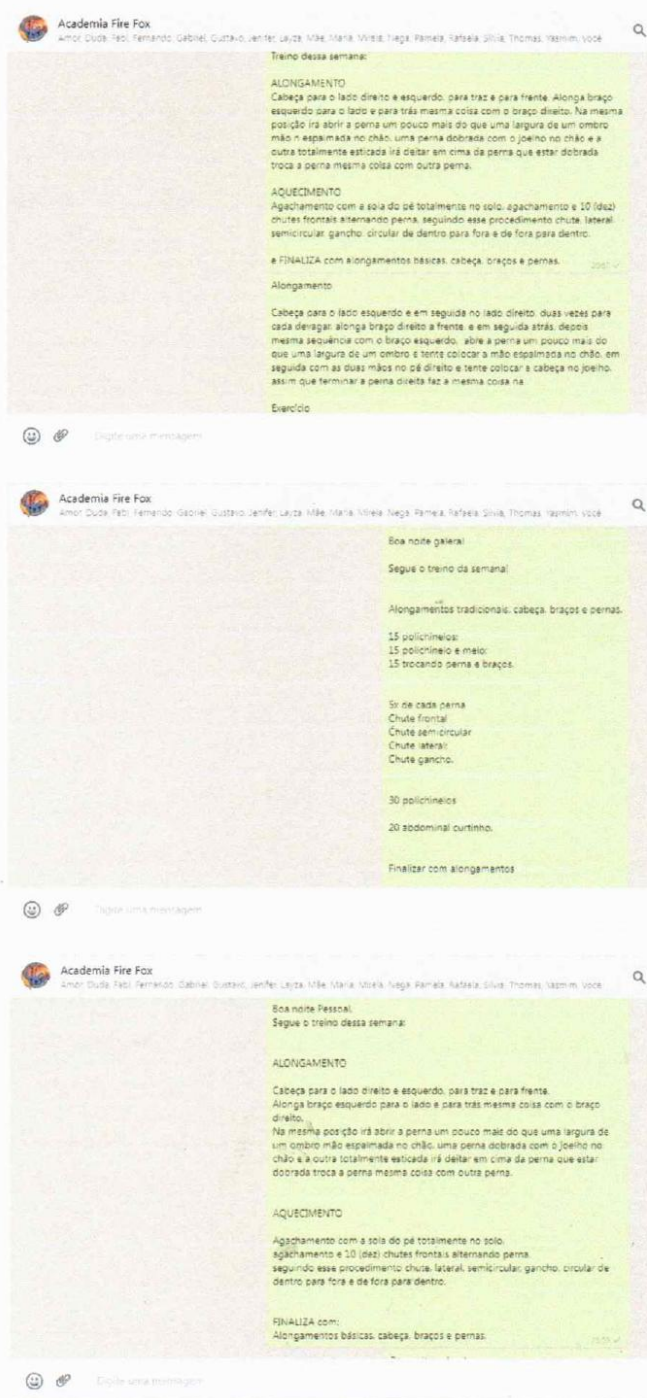 Academia Fire Fox
Amor, Duda, Fabi, Fernando, Gabriel, Gustavo, Jenifer, Layza, Mãe, Maria, Mirela, Nega, Pamela, Rafaela, Silvia, Thomas, Yasmim, você
Treino dessa semana:
ALONGAMENTO
Cabeça para o lado direito e esquerdo, para traz e para frente. Alonga braço
esquerdo para o lado e para trás mesma coisa com o braço direito. Na mesma
posição irá abrir a perna um pouco mais do que uma largura de um ombro
mão n espalmada no chão, uma perna dobrada com o joelho no chão e a
outra totalmente esticada irá deitar em cima da perna que estar dobrada
troca a perna mesma coisa com outra perna.
AQUECIMENTO
Agachamento com a sola do pé totalmente no solo, agachamento e 10 (dez)
chutes frontais alternando perna, seguindo esse procedimento chute, lateral,
semicircular, gancho, circular de dentro para fora e de fora para dentro.
e FINALIZA com alongamentos básicas, cabeça, braços e pernas.
Alongamento
Cabeça para o lado esquerdo e em seguida no lado direito, duas vezes para
cada devagar, alonga braço direito a frente, e em seguida atrás, depois
mesma sequência com o braço esquerdo, abre a perna um pouco mais do
que uma largura de um ombro e tente colocar a mão espalmada no chão, em
seguida com as duas mãos no pé direito e tente colocar a cabeça no joelho,
assim que terminar a perna direita faz a mesma coisa na
Exercício
Digite uma mensagem
Academia Fire Fox
Amor, Duda, Fabi, Fernando, Gabriel, Gustavo, Jenifer, Layza, Mãe, Maria, Mirela, Nega, Pamela, Rafaela, Silvia, Thomas, Yasmim, você
Boa noite galera!
Segue o treino da semana!
Alongamentos tradicionais, cabeça, braços e pernas.
15 polichinelos;
15 polichinelo e meio;
15 trocando perna e braços.
5x de cada perna
Chute frontal
Chute semicircular
Chute lateral;
Chute gancho.
30 polichinelos
20 abdominal curtinho.
Finalizar com alongamentos
Digite uma mensagem
Academia Fire Fox
Amor, Duda, Fabi, Fernando, Gabriel, Gustavo, Jenifer, Layza, Mãe, Maria, Mirela, Nega, Pamela, Rafaela, Silvia, Thomas, Yasmim, você
Boa noite Pessoal,
Segue o treino dessa semana:
ALONGAMENTO
Cabeça para o lado direito e esquerdo, para traz e para frente.
Alonga braço esquerdo para o lado e para trás mesma coisa com o braço
direito.
Na mesma posição irá abrir a perna um pouco mais do que uma largura de
um ombro mão espalmada no chão, uma perna dobrada com o joelho no
chão e a outra totalmente esticada irá deitar em cima da perna que estar
dobrada troca a perna mesma coisa com outra perna.
AQUECIMENTO
Agachamento com a sola do pé totalmente no solo,
agachamento e 10 (dez) chutes frontais alternando perna,
seguindo esse procedimento chute, lateral, semicircular, gancho, circular de
dentro para fora e de fora para dentro.
FINALIZA com:
Alongamentos básicas, cabeça, braços e pernas.
Digite uma mensagem